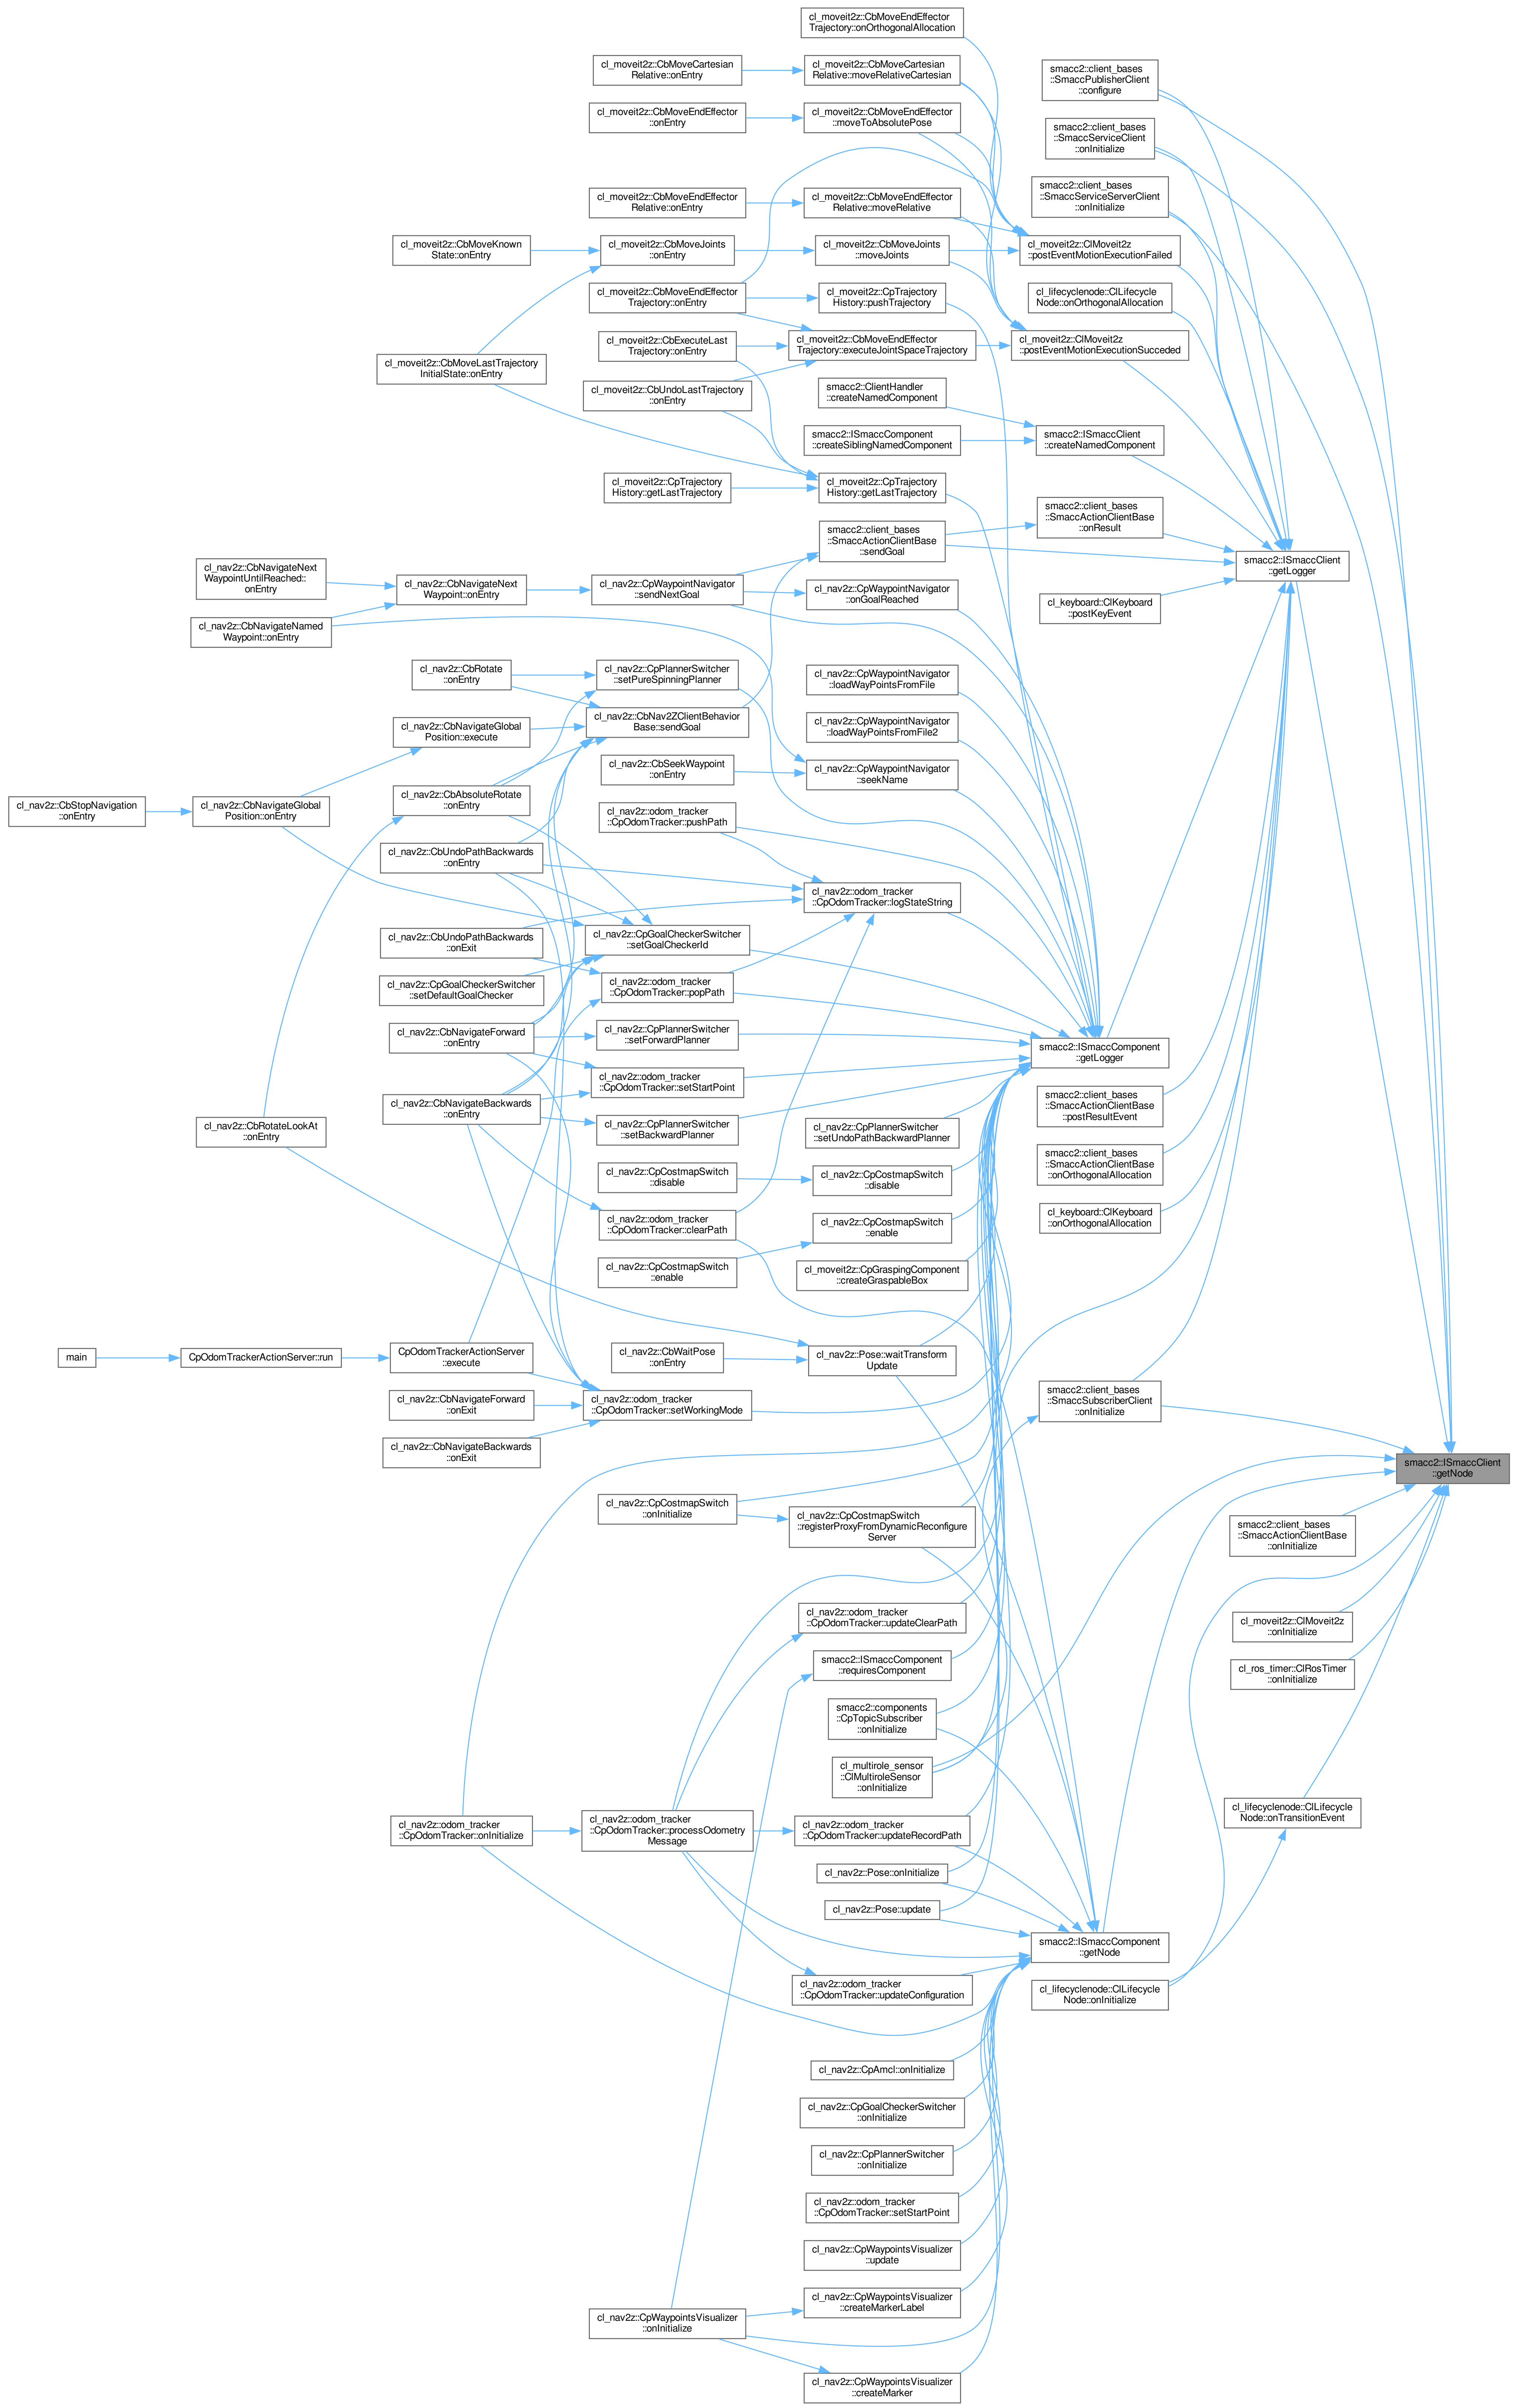 cl_moveit2z::CbMoveEndEffector
Trajectory::onOrthogonalAllocation
cl_moveit2z::CbMoveCartesian
Relative::onEntry
cl_moveit2z::CbMoveCartesian
Relative::moveRelativeCartesian
smacc2::client_bases
::SmaccPublisherClient
::configure
cl_moveit2z::CbMoveEndEffector
::onEntry
cl_moveit2z::CbMoveEndEffector
::moveToAbsolutePose
smacc2::client_bases
::SmaccServiceClient
::onInitialize
cl_moveit2z::CbMoveEndEffector
Relative::onEntry
cl_moveit2z::CbMoveEndEffector
Relative::moveRelative
smacc2::client_bases
::SmaccServiceServerClient
::onInitialize
cl_moveit2z::CbMoveKnown
State::onEntry
cl_moveit2z::CbMoveJoints
::onEntry
cl_moveit2z::CbMoveJoints
::moveJoints
cl_moveit2z::ClMoveit2z
::postEventMotionExecutionFailed
cl_moveit2z::CbMoveEndEffector
Trajectory::onEntry
cl_moveit2z::CpTrajectory
History::pushTrajectory
cl_lifecyclenode::ClLifecycle
Node::onOrthogonalAllocation
cl_moveit2z::CbExecuteLast
Trajectory::onEntry
cl_moveit2z::CbMoveEndEffector
Trajectory::executeJointSpaceTrajectory
cl_moveit2z::ClMoveit2z
::postEventMotionExecutionSucceded
cl_moveit2z::CbMoveLastTrajectory
InitialState::onEntry
cl_moveit2z::CbUndoLastTrajectory
::onEntry
smacc2::ClientHandler
::createNamedComponent
smacc2::ISmaccComponent
::createSiblingNamedComponent
smacc2::ISmaccClient
::createNamedComponent
cl_moveit2z::CpTrajectory
History::getLastTrajectory
cl_moveit2z::CpTrajectory
History::getLastTrajectory
smacc2::client_bases
::SmaccActionClientBase
::onResult
smacc2::client_bases
::SmaccActionClientBase
::sendGoal
smacc2::ISmaccClient
::getLogger
cl_nav2z::CbNavigateNext
WaypointUntilReached::
onEntry
cl_nav2z::CbNavigateNext
Waypoint::onEntry
cl_nav2z::CpWaypointNavigator
::sendNextGoal
cl_nav2z::CpWaypointNavigator
::onGoalReached
cl_keyboard::ClKeyboard
::postKeyEvent
cl_nav2z::CbNavigateNamed
Waypoint::onEntry
cl_nav2z::CbRotate
::onEntry
cl_nav2z::CpPlannerSwitcher
::setPureSpinningPlanner
cl_nav2z::CpWaypointNavigator
::loadWayPointsFromFile
cl_nav2z::CbNavigateGlobal
Position::execute
cl_nav2z::CbNav2ZClientBehavior
Base::sendGoal
cl_nav2z::CpWaypointNavigator
::loadWayPointsFromFile2
cl_nav2z::CbSeekWaypoint
::onEntry
cl_nav2z::CpWaypointNavigator
::seekName
cl_nav2z::CbStopNavigation
::onEntry
cl_nav2z::CbNavigateGlobal
Position::onEntry
cl_nav2z::CbAbsoluteRotate
::onEntry
cl_nav2z::odom_tracker
::CpOdomTracker::pushPath
cl_nav2z::CbUndoPathBackwards
::onEntry
cl_nav2z::odom_tracker
::CpOdomTracker::logStateString
cl_nav2z::CbUndoPathBackwards
::onExit
cl_nav2z::CpGoalCheckerSwitcher
::setGoalCheckerId
cl_nav2z::CpGoalCheckerSwitcher
::setDefaultGoalChecker
cl_nav2z::odom_tracker
::CpOdomTracker::popPath
cl_nav2z::CbNavigateForward
::onEntry
cl_nav2z::CpPlannerSwitcher
::setForwardPlanner
smacc2::ISmaccComponent
::getLogger
cl_nav2z::odom_tracker
::CpOdomTracker::setStartPoint
cl_nav2z::CbRotateLookAt
::onEntry
cl_nav2z::CbNavigateBackwards
::onEntry
cl_nav2z::CpPlannerSwitcher
::setBackwardPlanner
cl_nav2z::CpPlannerSwitcher
::setUndoPathBackwardPlanner
smacc2::client_bases
::SmaccActionClientBase
::postResultEvent
cl_nav2z::CpCostmapSwitch
::disable
cl_nav2z::CpCostmapSwitch
::disable
smacc2::client_bases
::SmaccActionClientBase
::onOrthogonalAllocation
cl_nav2z::odom_tracker
::CpOdomTracker::clearPath
cl_nav2z::CpCostmapSwitch
::enable
cl_keyboard::ClKeyboard
::onOrthogonalAllocation
cl_nav2z::CpCostmapSwitch
::enable
cl_moveit2z::CpGraspingComponent
::createGraspableBox
main
CpOdomTrackerActionServer::run
CpOdomTrackerActionServer
::execute
cl_nav2z::CbWaitPose
::onEntry
cl_nav2z::Pose::waitTransform
Update
cl_nav2z::CbNavigateForward
::onExit
cl_nav2z::odom_tracker
::CpOdomTracker::setWorkingMode
smacc2::client_bases
::SmaccSubscriberClient
::onInitialize
cl_nav2z::CbNavigateBackwards
::onExit
smacc2::ISmaccClient
::getNode
cl_nav2z::CpCostmapSwitch
::onInitialize
cl_nav2z::CpCostmapSwitch
::registerProxyFromDynamicReconfigure
Server
smacc2::client_bases
::SmaccActionClientBase
::onInitialize
cl_nav2z::odom_tracker
::CpOdomTracker::updateClearPath
cl_moveit2z::ClMoveit2z
::onInitialize
smacc2::ISmaccComponent
::requiresComponent
cl_ros_timer::ClRosTimer
::onInitialize
smacc2::components
::CpTopicSubscriber
::onInitialize
cl_multirole_sensor
::ClMultiroleSensor
::onInitialize
cl_lifecyclenode::ClLifecycle
Node::onTransitionEvent
cl_nav2z::odom_tracker
::CpOdomTracker::onInitialize
cl_nav2z::odom_tracker
::CpOdomTracker::processOdometry
Message
cl_nav2z::odom_tracker
::CpOdomTracker::updateRecordPath
cl_nav2z::Pose::onInitialize
cl_nav2z::Pose::update
smacc2::ISmaccComponent
::getNode
cl_nav2z::odom_tracker
::CpOdomTracker::updateConfiguration
cl_lifecyclenode::ClLifecycle
Node::onInitialize
cl_nav2z::CpAmcl::onInitialize
cl_nav2z::CpGoalCheckerSwitcher
::onInitialize
cl_nav2z::CpPlannerSwitcher
::onInitialize
cl_nav2z::odom_tracker
::CpOdomTracker::setStartPoint
cl_nav2z::CpWaypointsVisualizer
::update
cl_nav2z::CpWaypointsVisualizer
::createMarkerLabel
cl_nav2z::CpWaypointsVisualizer
::onInitialize
cl_nav2z::CpWaypointsVisualizer
::createMarker